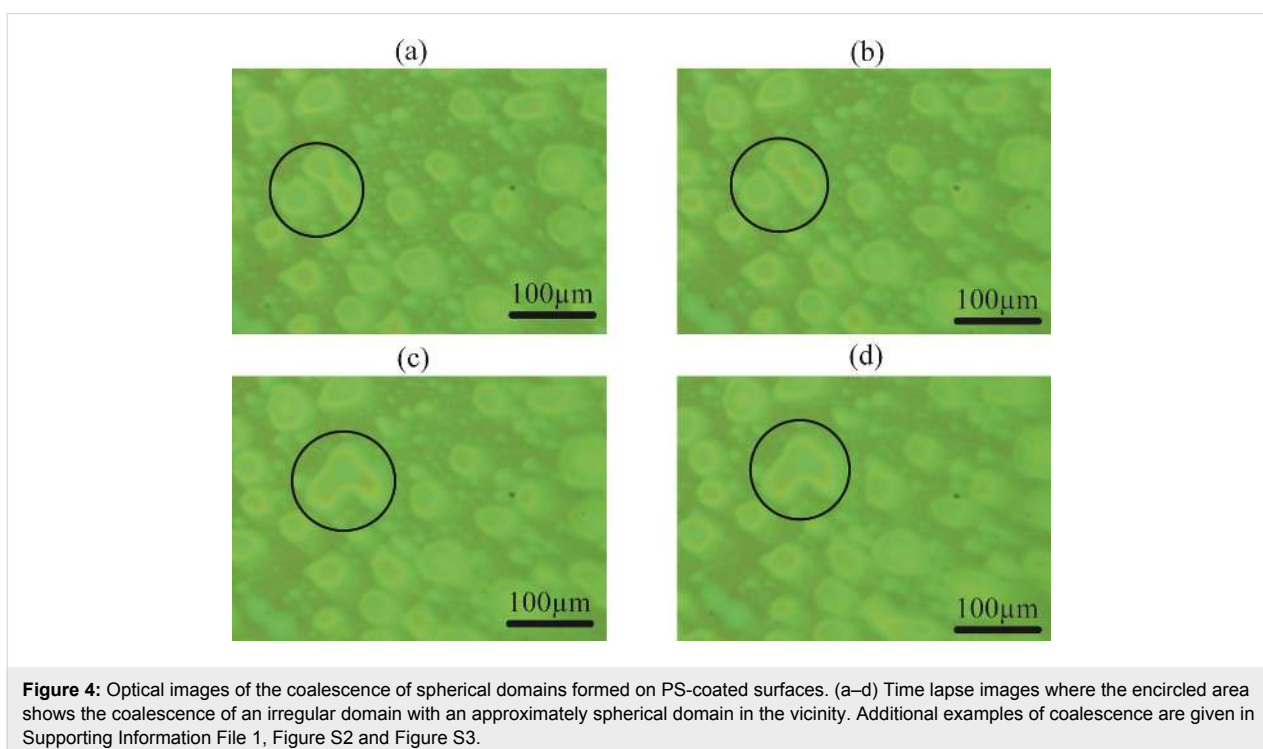 (a)
(b)
100µm
100µm
(c)
(d)
100µm
100µm
Figure 4: Optical images of the coalescence of spherical domains formed on PS-coated surfaces. (a–d) Time lapse images where the encircled area
shows the coalescence of an irregular domain with an approximately spherical domain in the vicinity. Additional examples of coalescence are given in
Supporting Information File 1, Figure S2 and Figure S3.